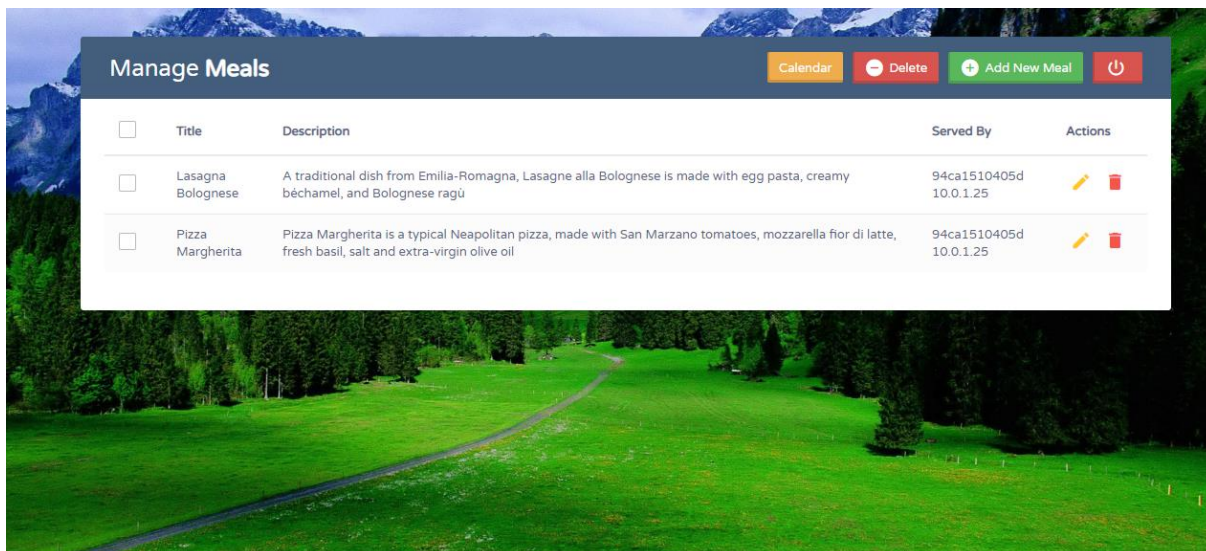 Manage Meals
Calendar
Delete
Add New Meal
Title
Description
Served By
Actions
Lasagna
Bolognese
A traditional dish from Emilia-Romagna, Lasagne alla Bolognese is made with egg pasta, creamy
béchamel, and Bolognese ragù
94ca1510405d
10.0.1.25
Pizza
Margherita
Pizza Margherita is a typical Neapolitan pizza, made with San Marzano tomatoes, mozzarella fior di latte,
fresh basil, salt and extra-virgin olive oil
94ca1510405d
10.0.1.25